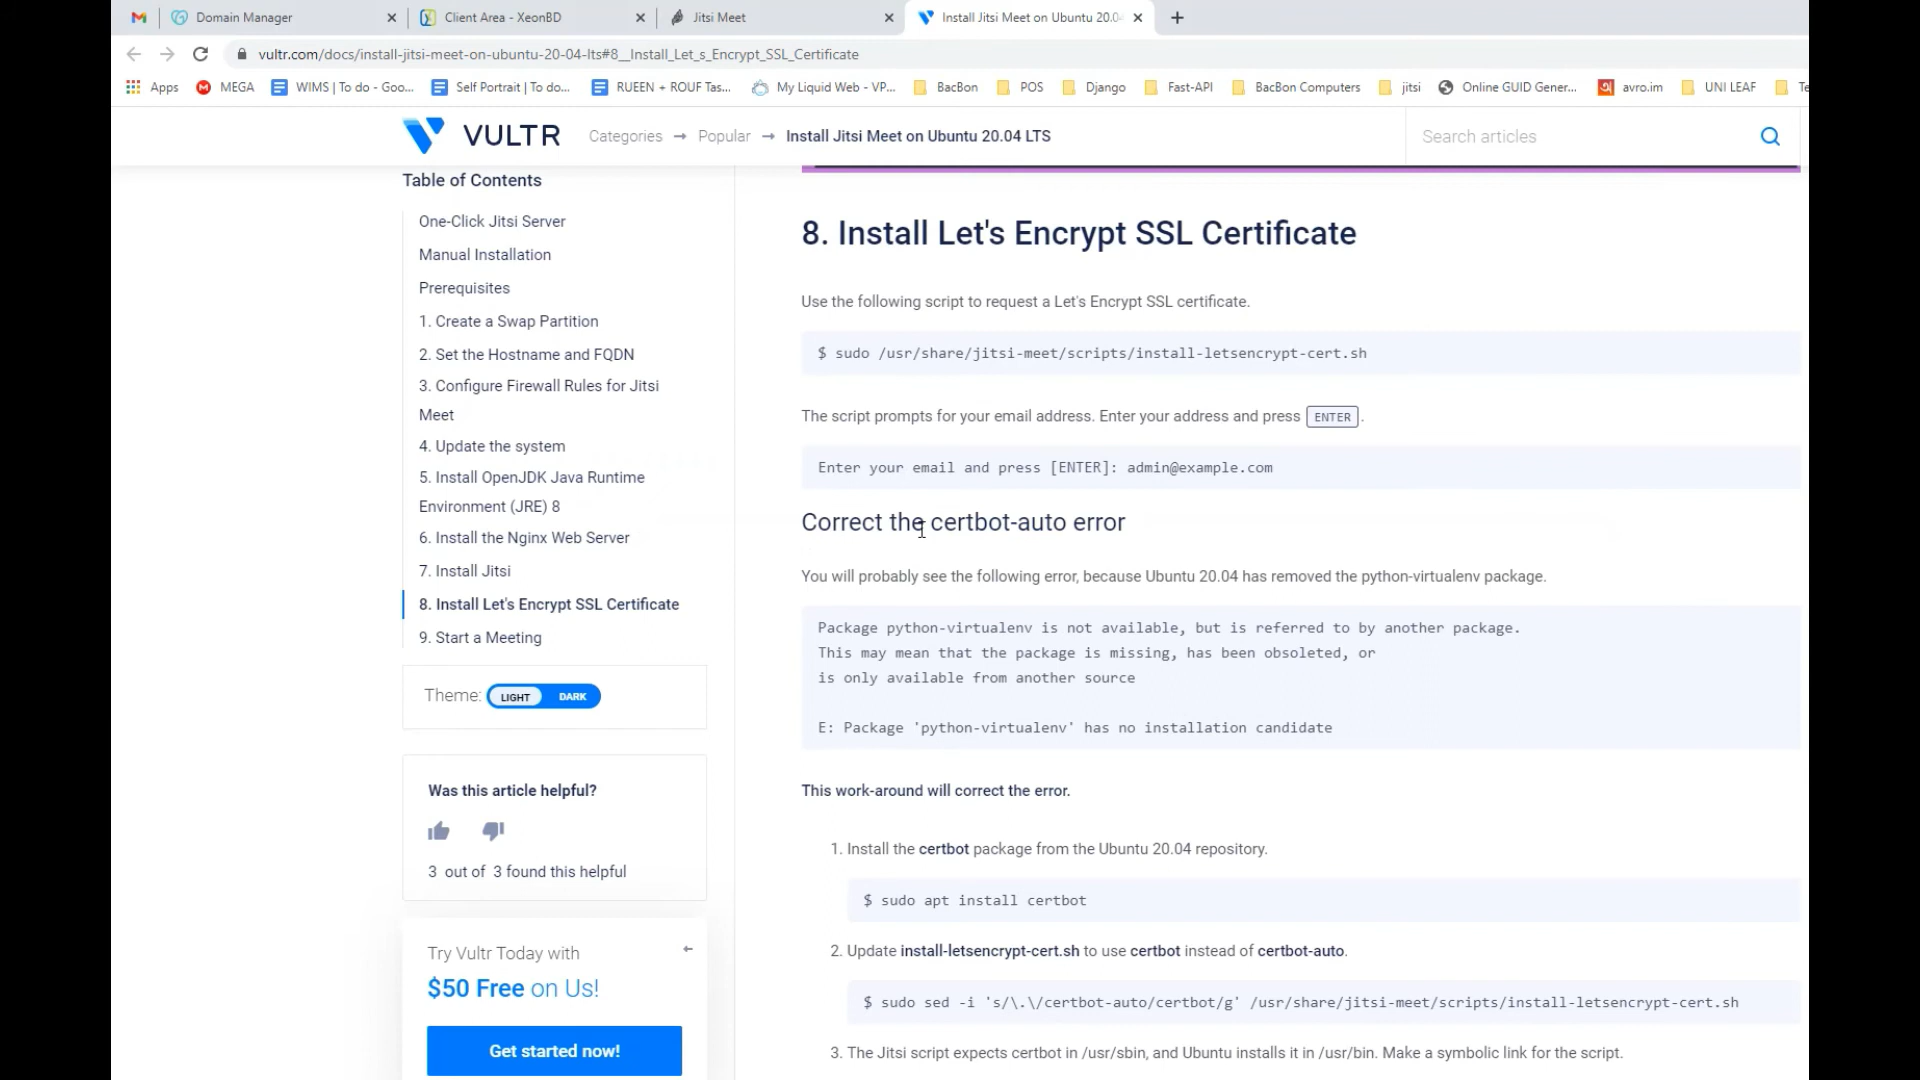 Domain Manager
Client Area - XeonBD
Jitsi Meet
Install Jitsi Meet on Ubuntu 20.04
vultr.com/docs/install-jitsi-meet-on-ubuntu-20-04-lts#8__Install_Let_s_Encrypt_SSL_Certificate
Apps
MEGA
WIMS | To do - Goo...
Self Portrait | To do...
RUEEN + ROUF Tas...
My Liquid Web - VP...
BacBon
POS
Django
Fast-API
BacBon Computers
jitsi
Online GUID Gener...
avro.im
UNI LEAF
Te
VULTR
Categories → Popular → Install Jitsi Meet on Ubuntu 20.04 LTS
Search articles
Table of Contents
One-Click Jitsi Server
Manual Installation
Prerequisites
1. Create a Swap Partition
2. Set the Hostname and FQDN
3. Configure Firewall Rules for Jitsi
Meet
4. Update the system
5. Install OpenJDK Java Runtime
Environment (JRE) 8
6. Install the Nginx Web Server
7. Install Jitsi
8. Install Let's Encrypt SSL Certificate
9. Start a Meeting
Theme: LIGHT DARK
Was this article helpful?
3 out of 3 found this helpful
Try Vultr Today with
$50 Free on Us!
Get started now!
8. Install Let's Encrypt SSL Certificate
Use the following script to request a Let's Encrypt SSL certificate.
$ sudo /usr/share/jitsi-meet/scripts/install-letsencrypt-cert.sh
The script prompts for your email address. Enter your address and press ENTER.
Enter your email and press [ENTER]: admin@example.com
Correct the certbot-auto error
You will probably see the following error, because Ubuntu 20.04 has removed the python-virtualenv package.
Package python-virtualenv is not available, but is referred to by another package.
This may mean that the package is missing, has been obsoleted, or
is only available from another source
E: Package 'python-virtualenv' has no installation candidate
This work-around will correct the error.
1. Install the certbot package from the Ubuntu 20.04 repository.
$ sudo apt install certbot
2. Update install-letsencrypt-cert.sh to use certbot instead of certbot-auto.
$ sudo sed -i 's/\.\/certbot-auto/certbot/g' /usr/share/jitsi-meet/scripts/install-letsencrypt-cert.sh
3. The Jitsi script expects certbot in /usr/sbin, and Ubuntu installs it in /usr/bin. Make a symbolic link for the script.